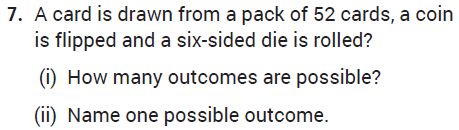 7. A card is drawn from a pack of 52 cards, a coin
is flipped and a six-sided die is rolled?
(i) How many outcomes are possible?
(ii) Name one possible outcome.